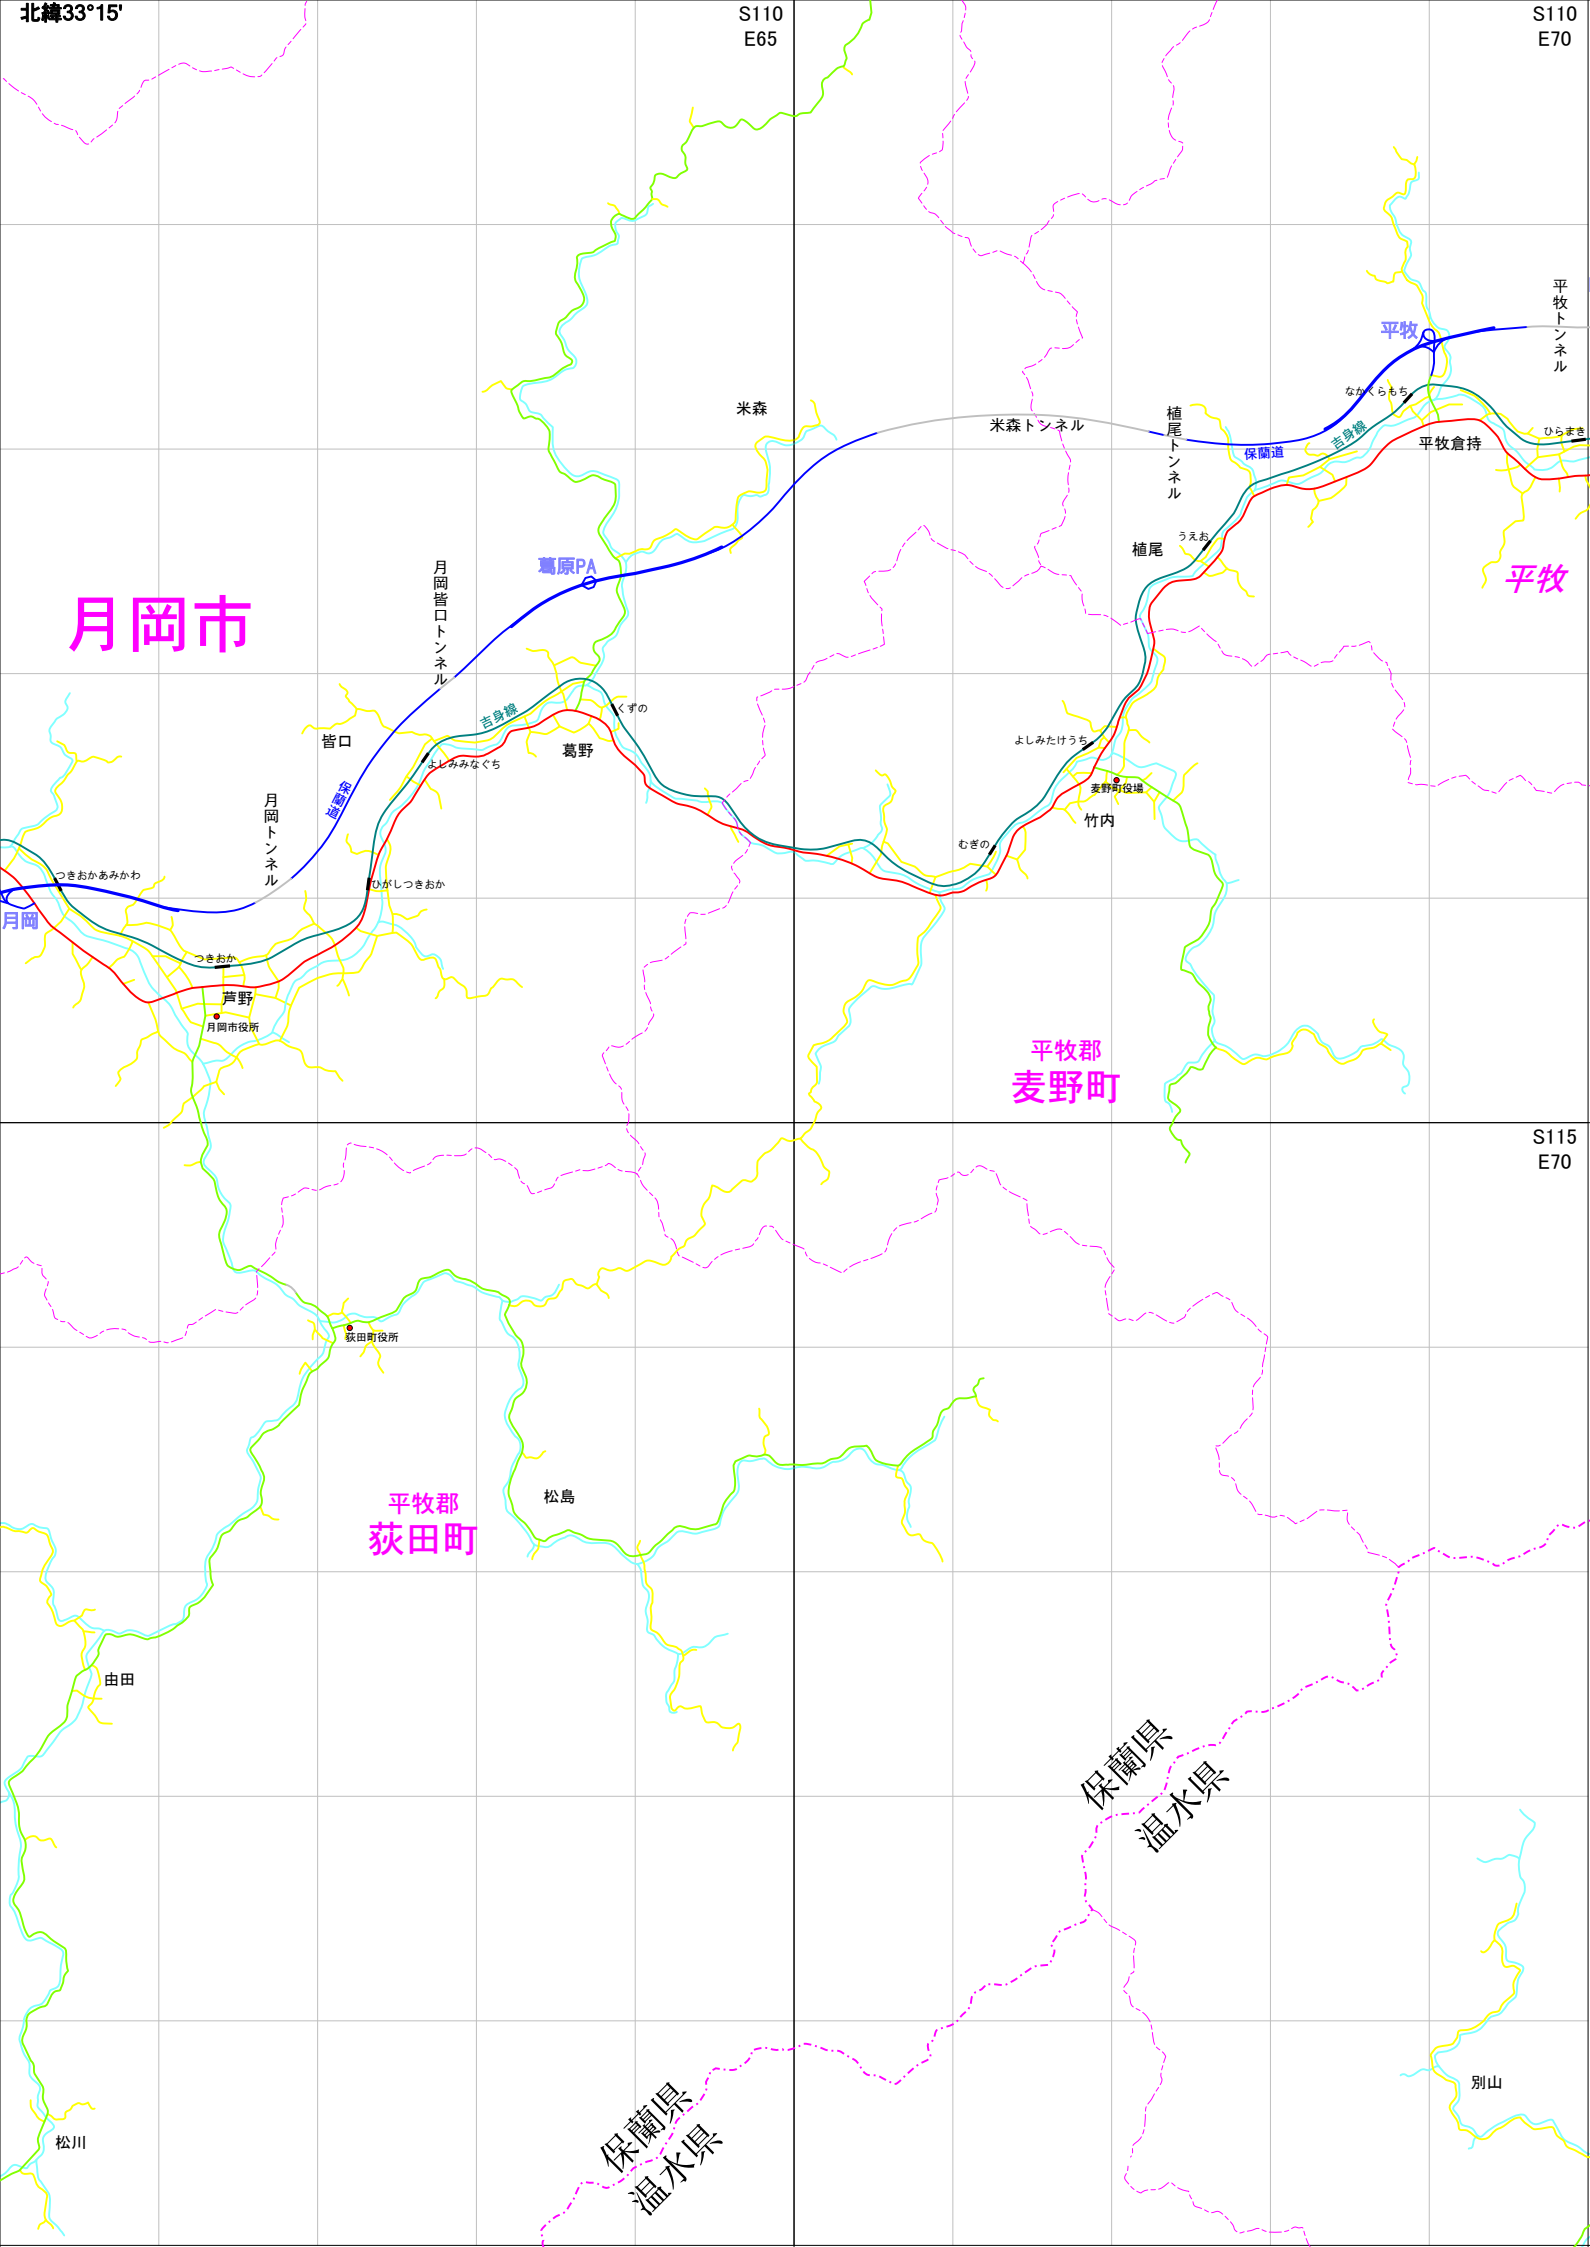 北緯33°15'
S110
E65
S110
E70
平牧トンネル
平牧
なかくらもち
米森
植尾トンネル
米森トンネル
吉身線
ひらまき
平牧倉持
保蘭道
うえお
植尾
月岡皆口トンネル
葛原PA
平牧
月岡市
吉身線
くずの
皆口
葛野
よしみたけうち
よしみみなぐち
保蘭道
麦野町役場
月岡トンネル
竹内
むぎの
つきおかあみかわ
ひがしつきおか
月岡
つきおか
芦野
月岡市役所
平牧郡
麦野町
S115
E70
荻田町役所
松島
平牧郡
荻田町
由田
保蘭県
温水県
別山
保蘭県
温水県
松川